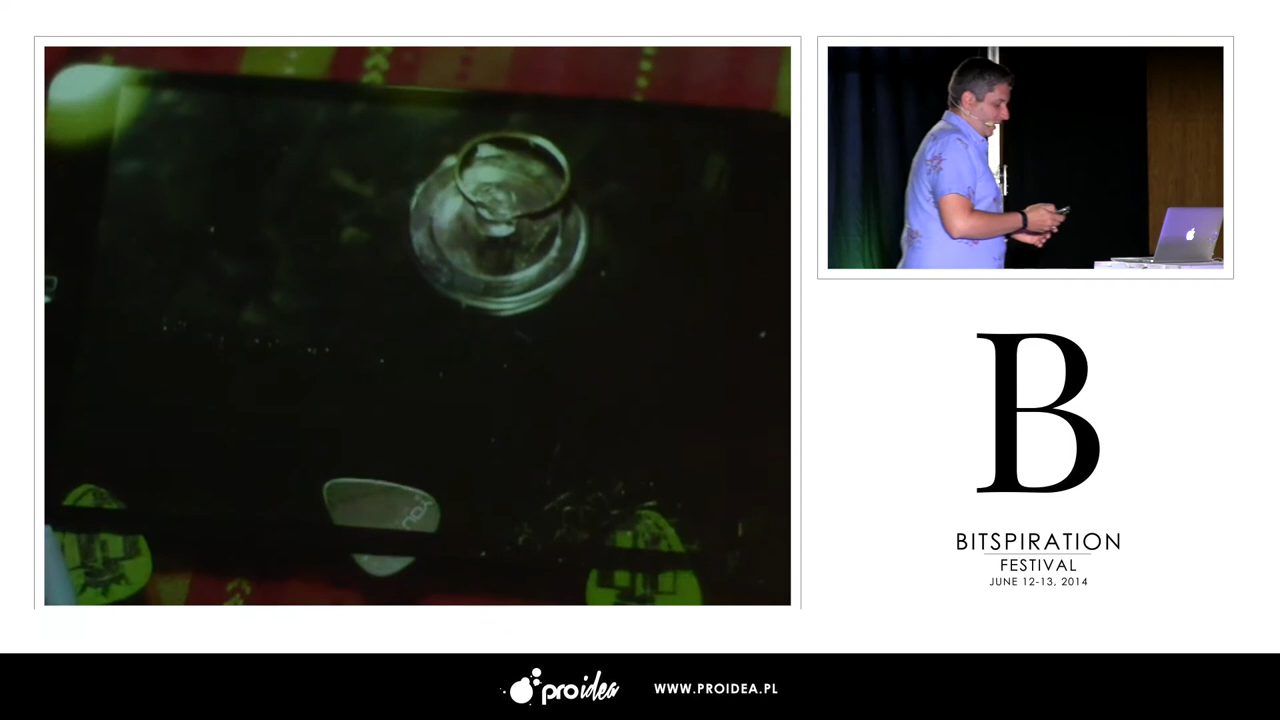 B
BITSPIRATION
FESTIVAL
JUNE 12-13, 2014
proidea
WWW.PROIDEA.PL